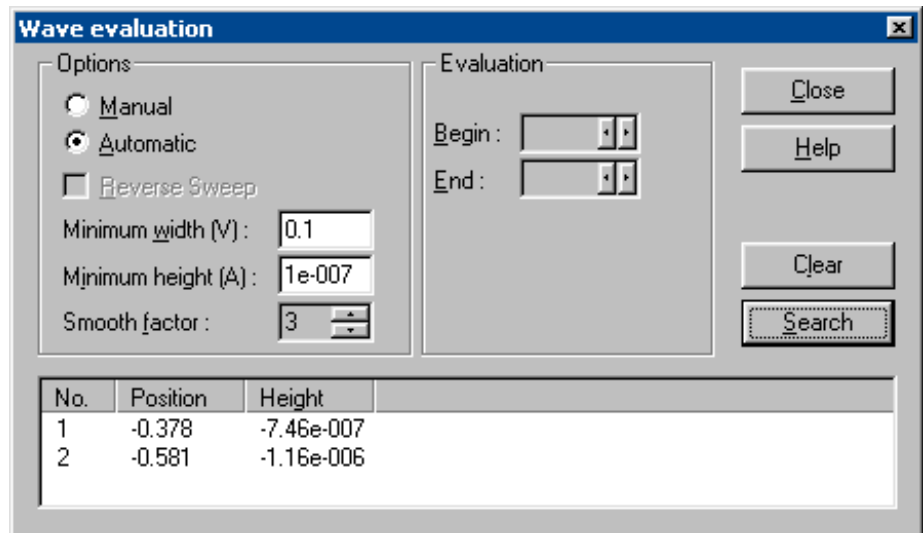 Wave evaluation
Options
Manual
Automatic
Reverse Sweep
Minimum width (V) : 0.1
Minimum height (A) : 1e-007
Smooth factor : 3
Evaluation
Begin :
End :
Close
Help
Clear
Search
No. Position Height
1 -0.378 -7.46e-007
2 -0.581 -1.16e-006